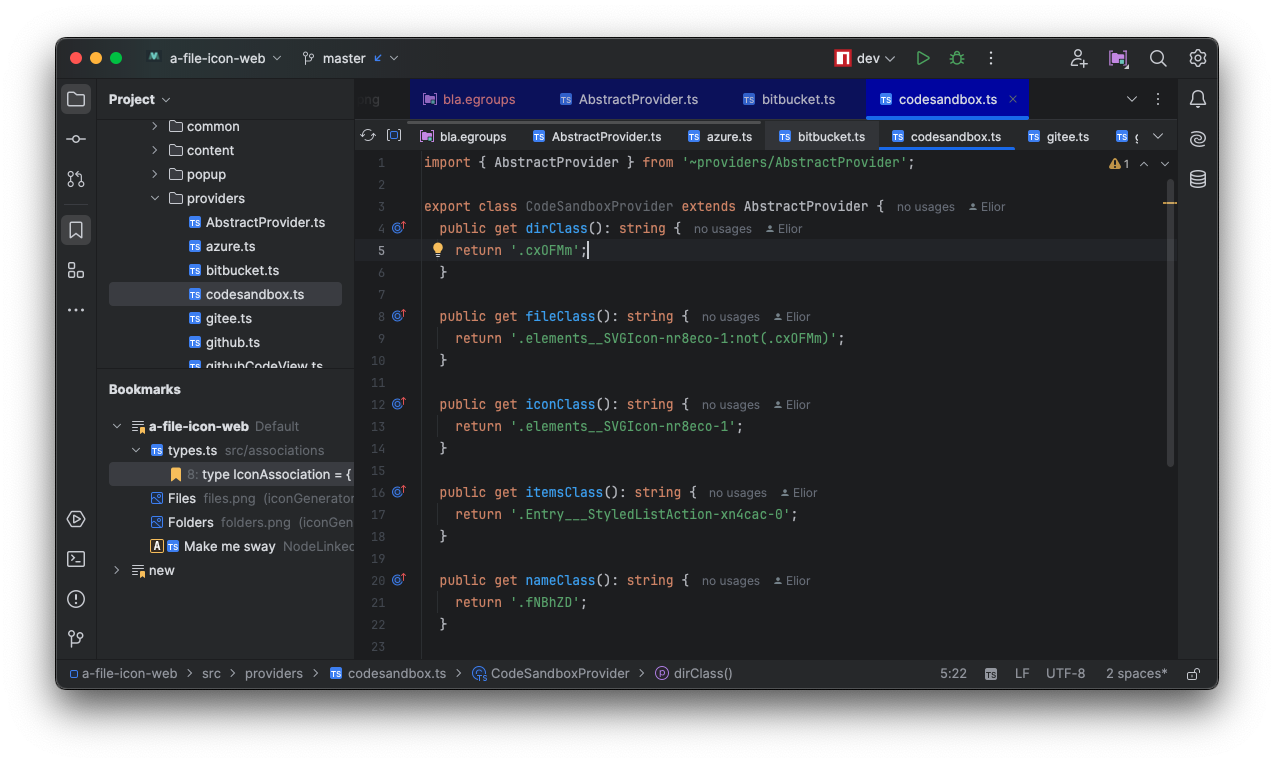 a-file-icon-web
master
dev
Project
ong
bla.egroups
AbstractProvider.ts
bitbucket.ts
codesandbox.ts
bla.egroups
AbstractProvider.ts
azure.ts
bitbucket.ts
codesandbox.ts
gitee.ts
common
content
popup
providers
AbstractProvider.ts
azure.ts
bitbucket.ts
codesandbox.ts
gitee.ts
github.ts
githubCodeView.ts
Bookmarks
a-file-icon-web Default
types.ts src/associations
8: type IconAssociation = {
Files files.png (iconGenerator
Folders folders.png (iconGen
A TS Make me sway NodeLinked
new
1 import { AbstractProvider } from '~providers/AbstractProvider';
1
2
3 export class CodeSandboxProvider extends AbstractProvider { no usages Elior
4 public get dirClass(): string { no usages Elior
5 return '.cxOFMm';
6 }
7
8 public get fileClass(): string { no usages Elior
9 return '.elements__SVGIcon-nr8eco-1:not(.cxOFMm)';
10 }
11
12 public get iconClass(): string { no usages Elior
13 return '.elements__SVGIcon-nr8eco-1';
14 }
15
16 public get itemsClass(): string { no usages Elior
17 return '.Entry___StyledListAction-xn4cac-0';
18 }
19
20 public get nameClass(): string { no usages Elior
21 return '.fNBhZD';
22 }
23
a-file-icon-web > src > providers > TS codesandbox.ts > CodeSandboxProvider > dirClass()
5:22 TS LF UTF-8 2 spaces*